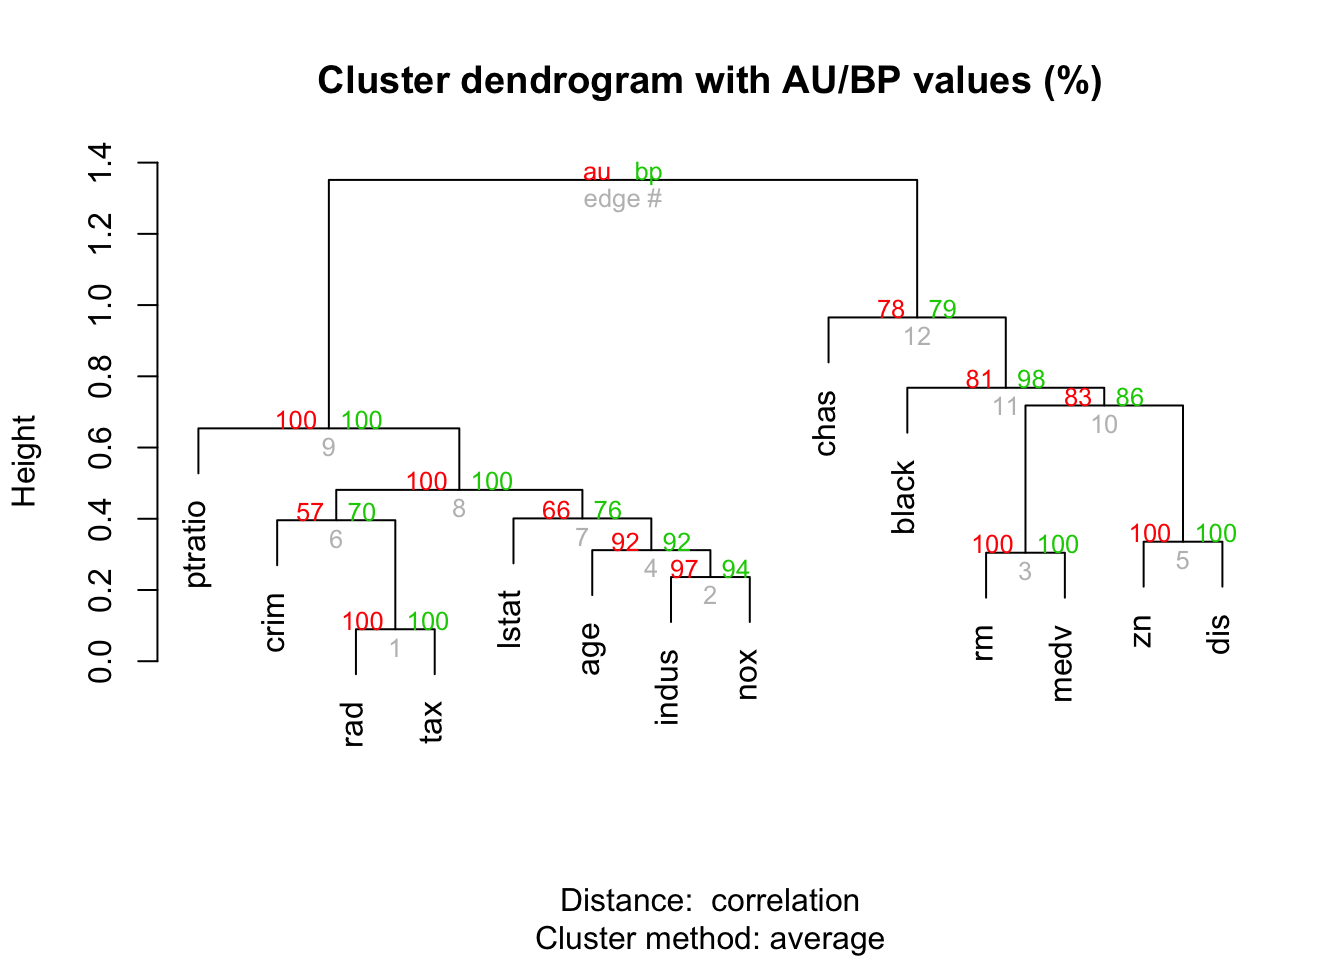 Cluster dendrogram with AU/BP values (%)
Height
0.0 0.2 0.4 0.6 0.8 1.0 1.2 1.4
au bp
edge #
78 79
12
81 98
11
83 86
10
100 100
9
100 100
8
57 70
6
66 76
7
92 92
4
97 94
2
100 100
3
100 100
5
100 100
1
ptratio
crim
rad
tax
lstat
age
indus
nox
chas
black
rm
medv
zn
dis
Distance: correlation
Cluster method: average